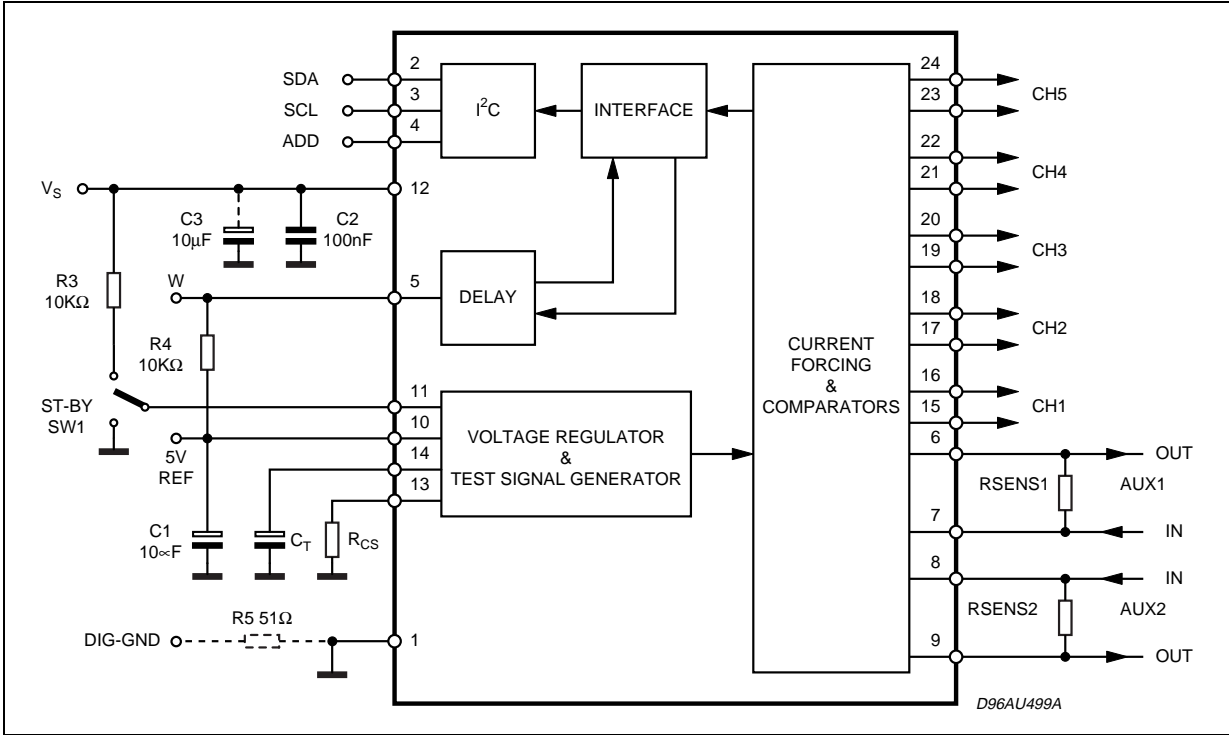 SDA
SCL
ADD
2
3
4
I²C
INTERFACE
24
23
CH5
22
21
CH4
20
19
CH3
18
17
CH2
16
15
CH1
V_S
12
C3
10µF
C2
100nF
R3
10KΩ
W
5
DELAY
R4
10KΩ
CURRENT
FORCING
&
COMPARATORS
ST-BY
SW1
11
10
14
13
VOLTAGE REGULATOR
&
TEST SIGNAL GENERATOR
5V
REF
C1
10∝F
C_T
R_CS
6
OUT
RSENS1
AUX1
7
IN
8
IN
RSENS2
AUX2
9
OUT
DIG-GND
R5 51Ω
1
D96AU499A